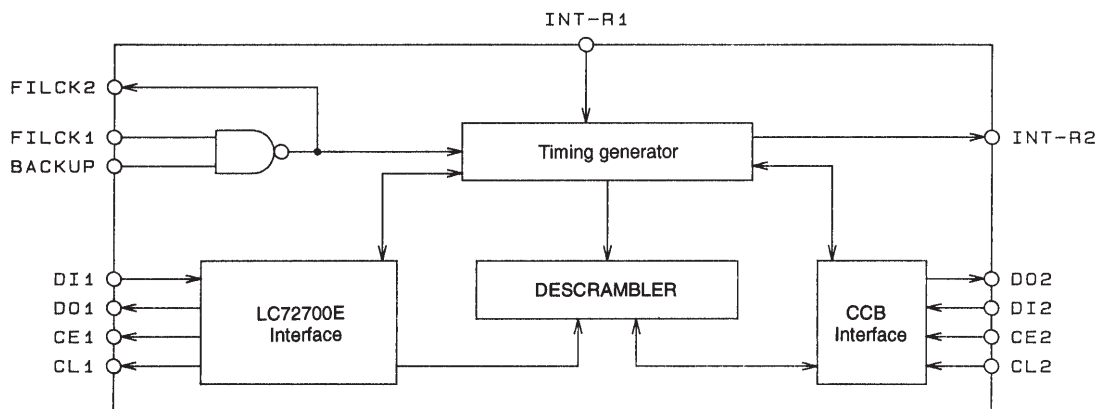 INT-R1
FILCK2
FILCK1
BACKUP
Timing generator
INT-R2
DI1
DO1
CE1
CL1
LC72700E
Interface
DESCRAMBLER
CCB
Interface
DO2
DI2
CE2
CL2